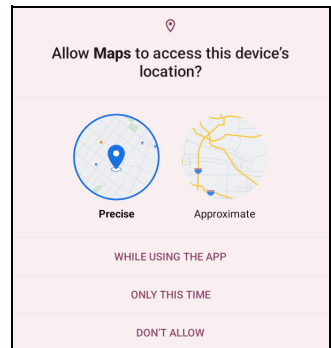 Allow Maps to access this device’s
location?
Precise
Approximate
WHILE USING THE APP
ONLY THIS TIME
DON’T ALLOW